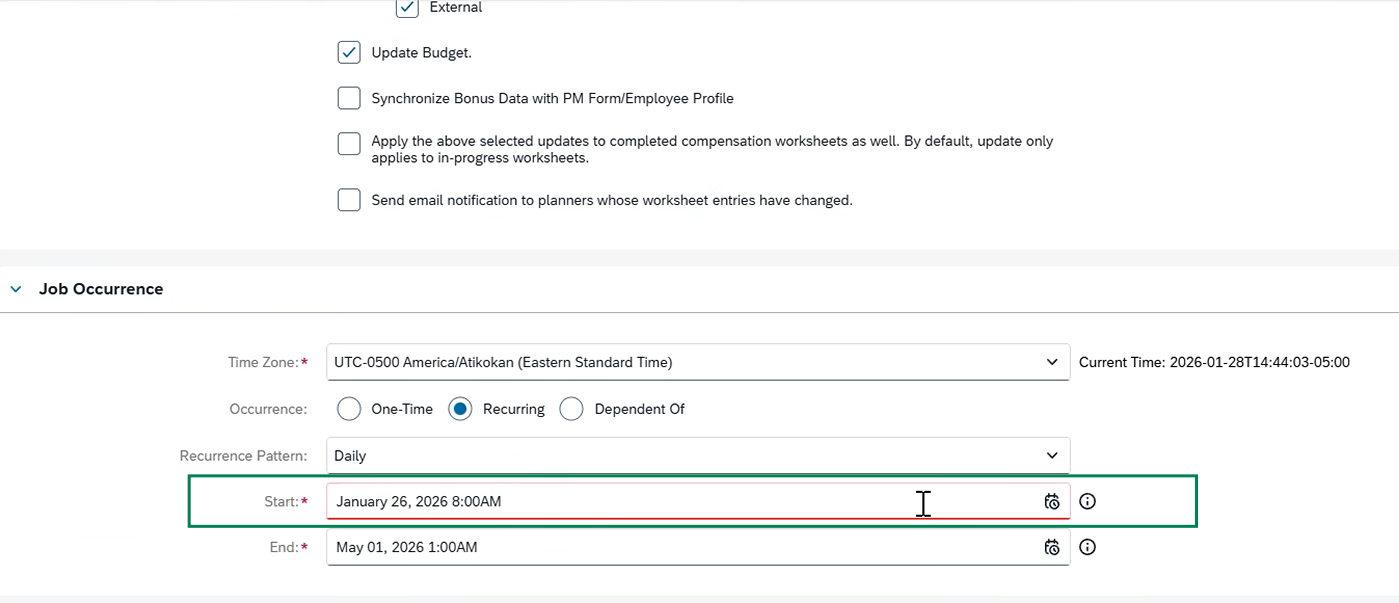 External
Update Budget.
Synchronize Bonus Data with PM Form/Employee Profile
Apply the above selected updates to completed compensation worksheets as well. By default, update only
applies to in-progress worksheets.
Send email notification to planners whose worksheet entries have changed.
Job Occurrence
Time Zone:* UTC-0500 America/Atikokan (Eastern Standard Time) Current Time: 2026-01-28T14:44:03-05:00
Occurrence: One-Time Recurring Dependent Of
Recurrence Pattern: Daily
Start:* January 26, 2026 8:00AM
End:* May 01, 2026 1:00AM